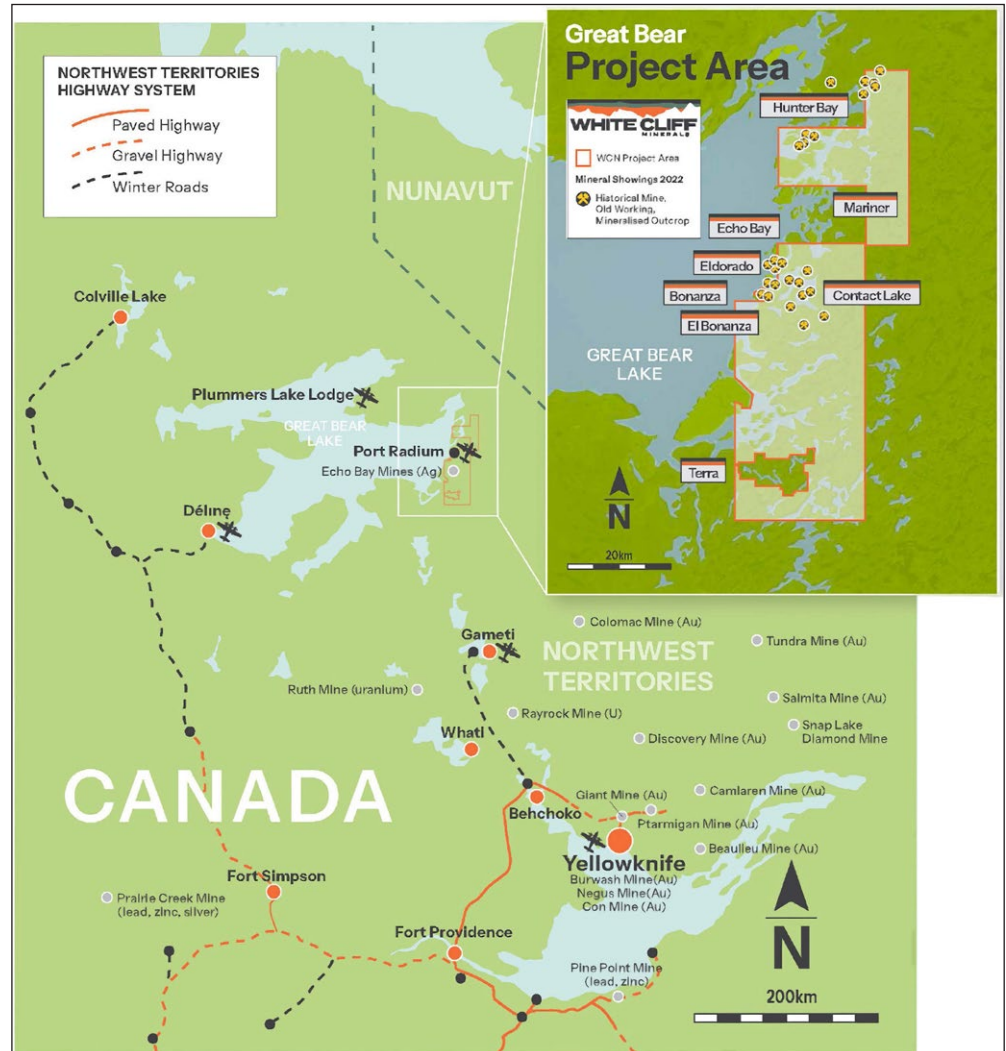 NORTHWEST TERRITORIES
HIGHWAY SYSTEM
Paved Highway
Gravel Highway
Winter Roads
Great Bear
Project Area
WHITE CLIFF
MINERALS
WCN Project Area
Mineral Showings 2022
Historical Mine,
Old Working,
Mineralised Outcrop
Hunter Bay
Mariner
Echo Bay
Eldorado
Bonanza
Contact Lake
El Bonanza
GREAT BEAR
LAKE
Terra
N
20km
NUNAVUT
Colville Lake
Plummers Lake Lodge
GREAT BEAR
LAKE
Port Radium
Echo Bay Mines (Ag)
Délı̨nę
Colomac Mine (Au)
Gameti
NORTHWEST
TERRITORIES
Tundra Mine (Au)
Ruth Mine (uranium)
Salmita Mine (Au)
Rayrock Mine (U)
Snap Lake
Diamond Mine
Whatì
Discovery Mine (Au)
CANADA
Giant Mine (Au)
Camlaren Mine (Au)
Behchoko
Ptarmigan Mine (Au)
Yellowknife
Beaulieu Mine (Au)
Burwash Mine(Au)
Negus Mine(Au)
Con Mine (Au)
Fort Simpson
Prairie Creek Mine
(lead, zinc, silver)
Fort Providence
N
Pine Point Mine
(lead, zinc)
200km